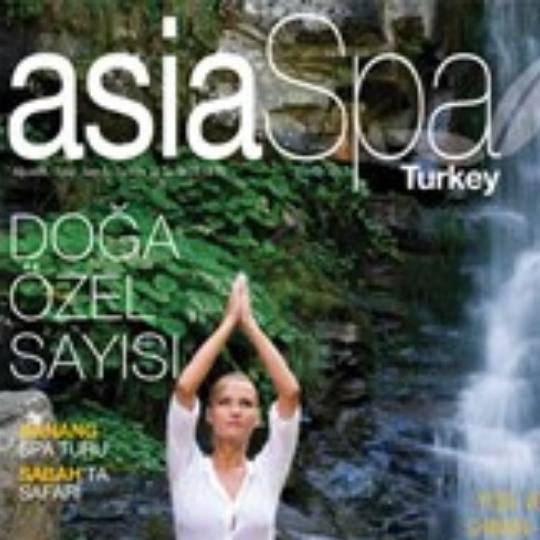 asiaSpa
Turkey
DOĞA
ÖZEL
SAYISI
SPA TURU
SABAH'TA
SAFARİ